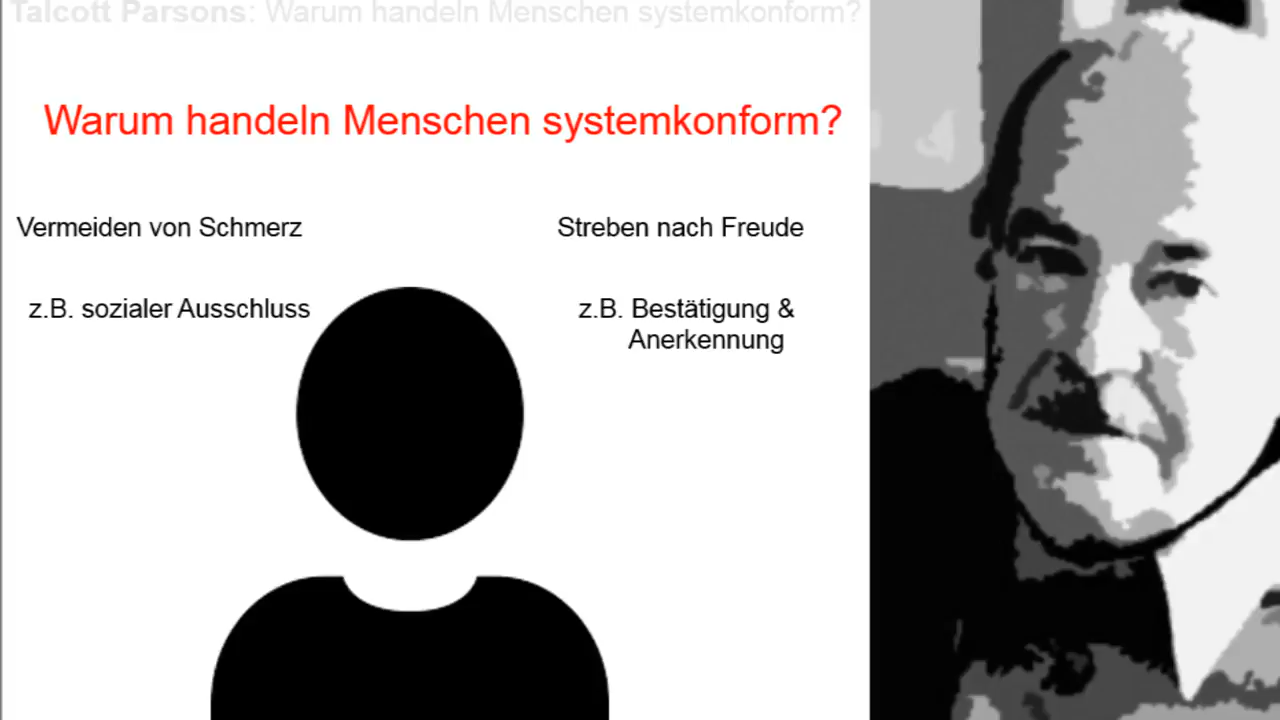 Talcott Parsons: Warum handeln Menschen systemkonform?
Warum handeln Menschen systemkonform?
Vermeiden von Schmerz
Streben nach Freude
z.B. sozialer Ausschluss
z.B. Bestätigung &
Anerkennung